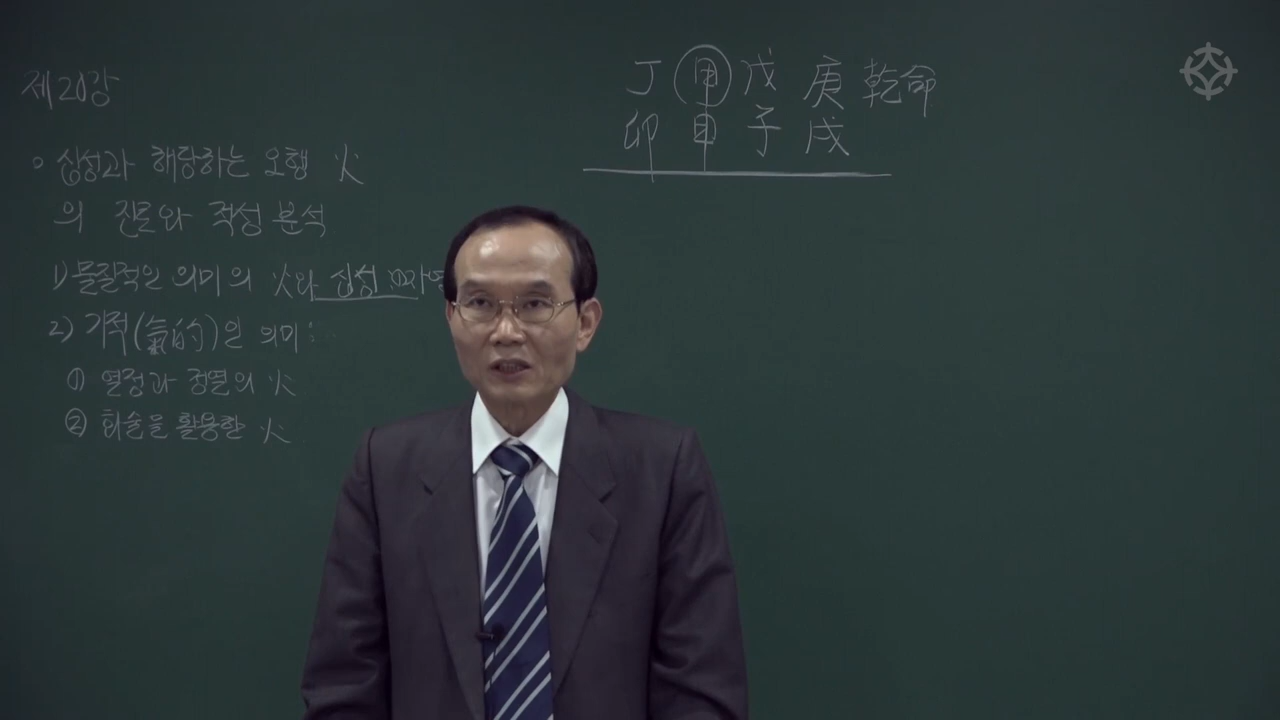 제20강
◦ 십성과 해당하는 오행 火
의 진로와 적성 분석
1) 물질적인 의미의 火와 십성
2) 기적(氣的)인 의미:
① 열정과 정열의 火
② 화술을 활용한 火
丁 甲 戊 庚 乾命
卯 申 子 戌